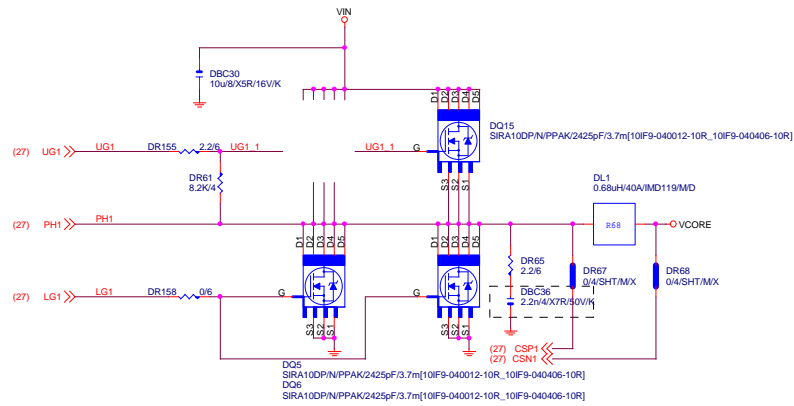 VIN
DBC30
10u/8/X5R/16V/K
D1
D2
D3
D4
D5
DQ15
SIRA10DP/N/PPAK/2425pF/3.7m[10IF9-040012-10R_10IF9-040406-10R]
(27) UG1 UG1 DR155 2.2/6 UG1_1 UG1_1 G
S3
S2
S1
DR61
8.2K/4
DL1
0.68uH/40A/IMD119/M/D
(27) PH1 PH1 R68 VCORE
D1
D2
D3
D4
D5
D1
D2
D3
D4
D5
DR65
2.2/6
DR67
0/4/SHT/M/X
DR68
0/4/SHT/M/X
(27) LG1 LG1 DR158 0/6 G G
DBC36
2.2n/4/X7R/50V/K
S3
S2
S1
S3
S2
S1
(27) CSP1
(27) CSN1
DQ5
SIRA10DP/N/PPAK/2425pF/3.7m[10IF9-040012-10R_10IF9-040406-10R]
DQ6
SIRA10DP/N/PPAK/2425pF/3.7m[10IF9-040012-10R_10IF9-040406-10R]